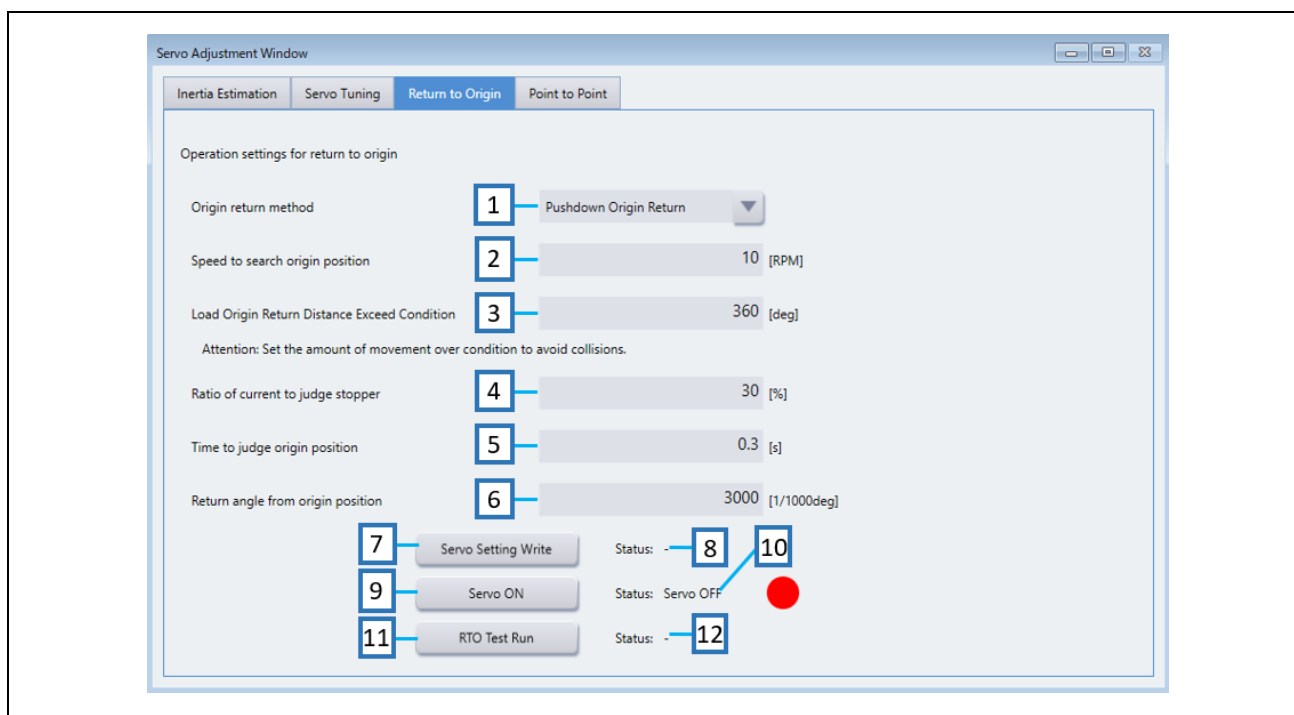 Servo Adjustment Window
Inertia Estimation Servo Tuning Return to Origin Point to Point
Operation settings for return to origin
Origin return method 1 Pushdown Origin Return
Speed to search origin position 2 10 [RPM]
Load Origin Return Distance Exceed Condition 3 360 [deg]
Attention: Set the amount of movement over condition to avoid collisions.
Ratio of current to judge stopper 4 30 [%]
Time to judge origin position 5 0.3 [s]
Return angle from origin position 6 3000 [1/1000deg]
7 Servo Setting Write Status: - 8 10
9 Servo ON Status: Servo OFF
11 RTO Test Run Status: - 12